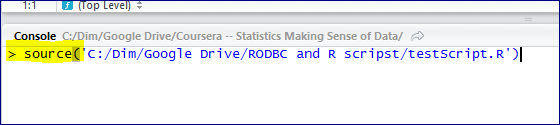 1:1 (Top Level)
Console C:/Dim/Google Drive/Coursera -- Statistics Making Sense of Data/
> source('C:/Dim/Google Drive/RODBC and R scripst/testScript.R')